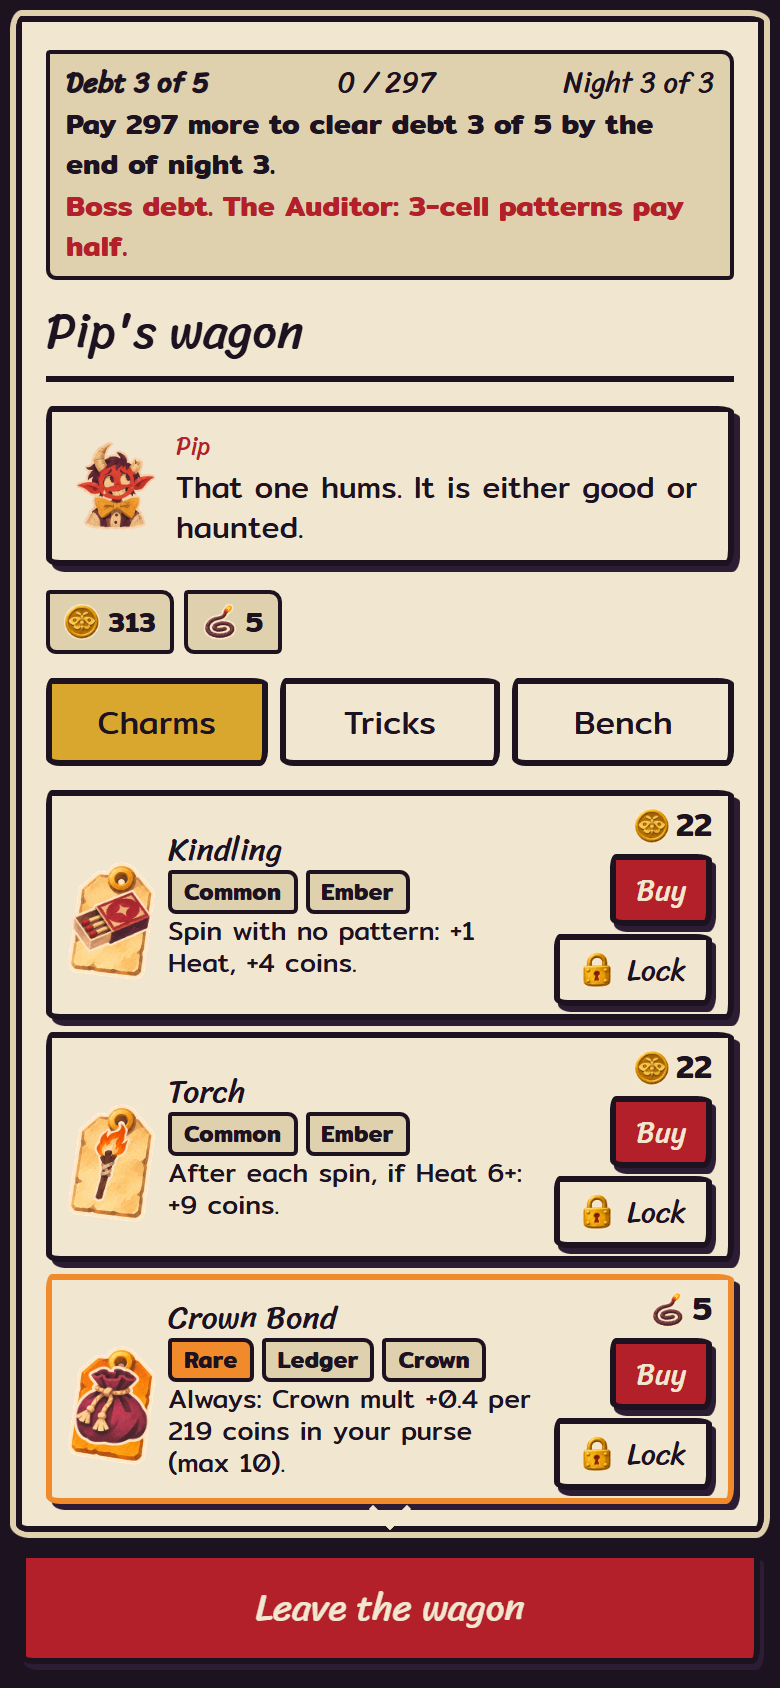 Debt 3 of 5 0 / 297 Night 3 of 3
Pay 297 more to clear debt 3 of 5 by the
end of night 3.
Boss debt. The Auditor: 3-cell patterns pay
half.
Pip's wagon
Pip
That one hums. It is either good or
haunted.
313 5
Charms Tricks Bench
22
Kindling
Common Ember
Buy
Spin with no pattern: +1
Heat, +4 coins.
Lock
22
Torch
Common Ember
Buy
After each spin, if Heat 6+:
+9 coins.
Lock
5
Crown Bond
Rare Ledger Crown
Buy
Always: Crown mult +0.4 per
219 coins in your purse
(max 10).
Lock
Leave the wagon